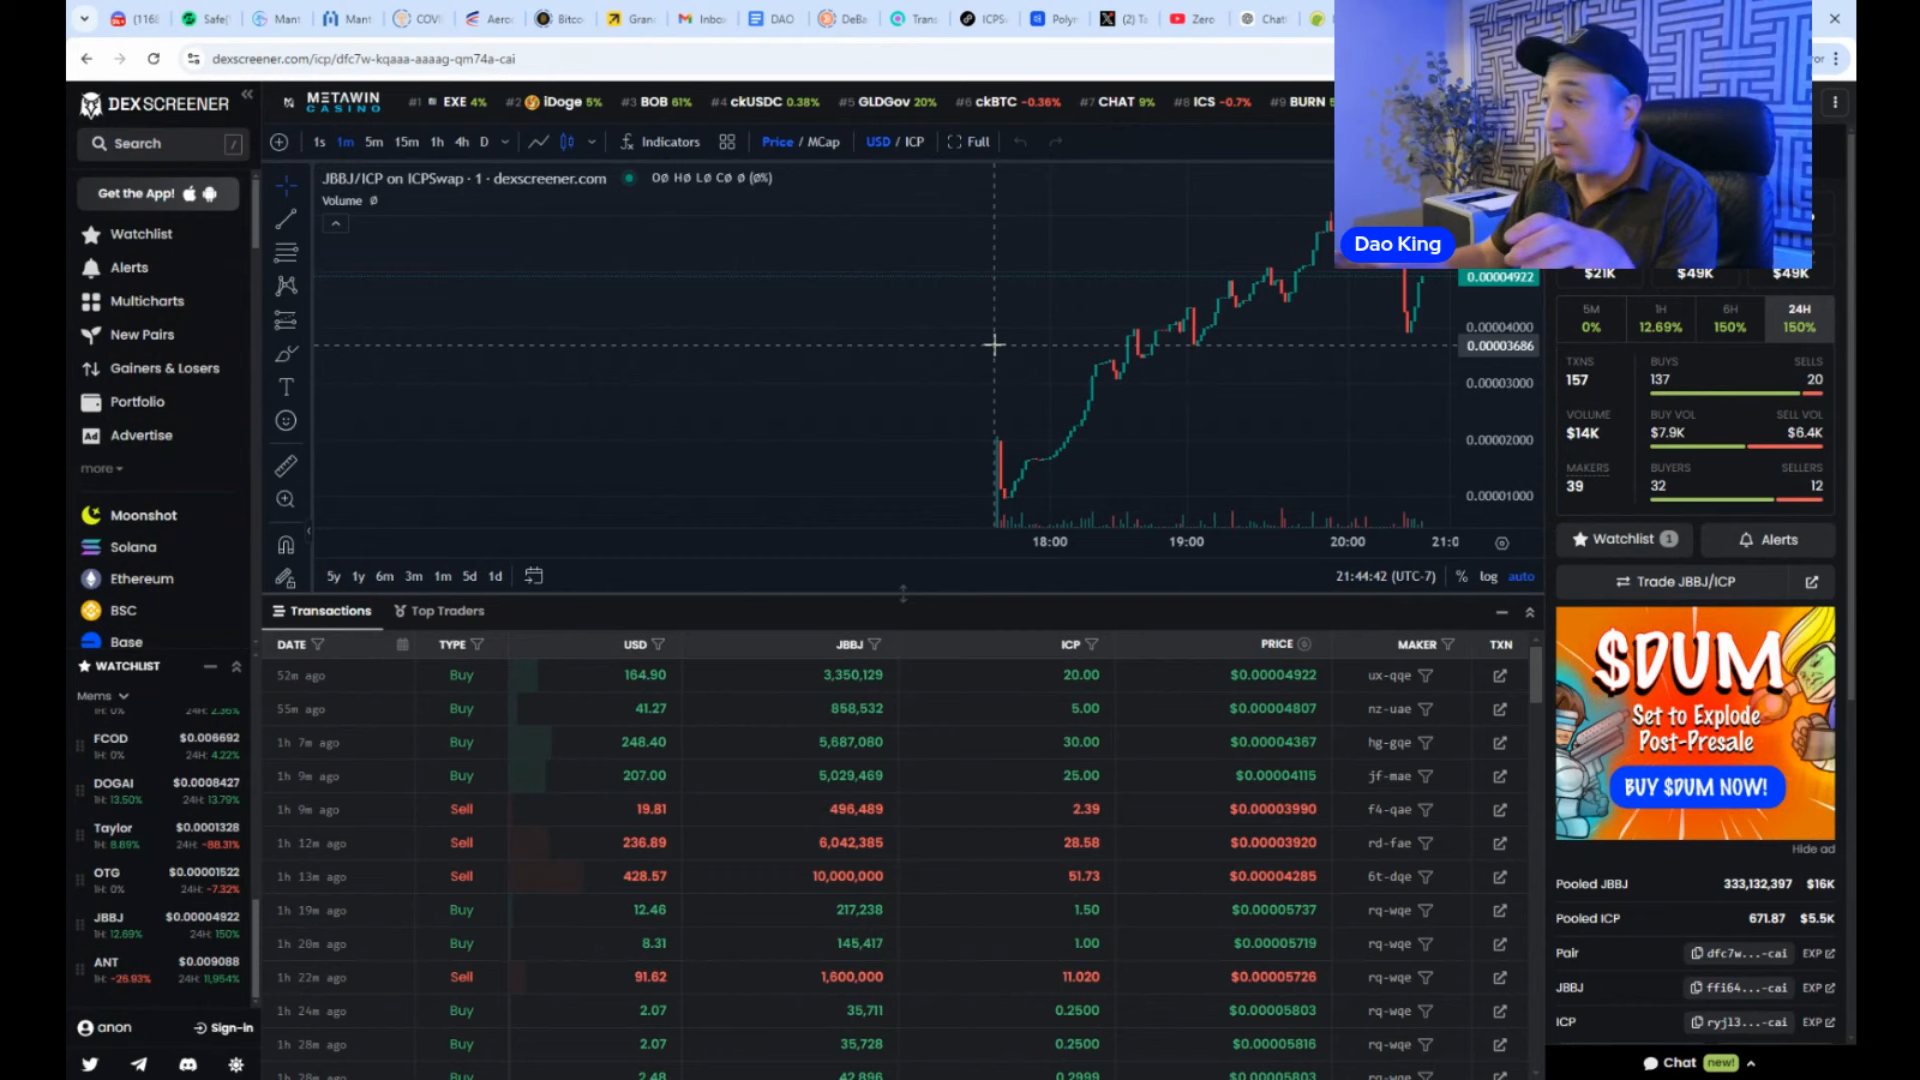 (116
Safe(
Mant
Mant
COVI
Aero
Bitco
Gran
Inbo
DAO
DeBa
Trans
ICPS
Polyn
(2) To
Zero
Chat
dexscreener.com/icp/dfc7w-kqaaa-aaaag-qm74a-cai
DEXSCREENER
METAWIN
CASINO
#1 EXE 4%
#2 iDoge 5%
#3 BOB 61%
#4 ckUSDC 0.38%
#5 GLDGov 20%
#6 ckBTC -0.36%
#7 CHAT 9%
#8 ICS -0.7%
#9 BURN
Search /
1s 1m 5m 15m 1h 4h D
Indicators
Price / MCap
USD / ICP
Full
Get the App!
Watchlist
Alerts
Multicharts
New Pairs
Gainers & Losers
Portfolio
Ad Advertise
more
Moonshot
Solana
Ethereum
BSC
Base
JBBJ/ICP on ICPSwap · 1 · dexscreener.com
OØ HØ LØ CØ Ø (Ø%)
Volume Ø
Dao King
0.00004922
0.00004000
0.00003686
0.00003000
0.00002000
0.00001000
18:00 19:00 20:00 21:0
5y 1y 6m 3m 1m 5d 1d
21:44:42 (UTC-7) % log auto
$21K $49K $49K
5M 1H 6H 24H
0% 12.69% 150% 150%
TXNS BUYS SELLS
157 137 20
VOLUME BUY VOL SELL VOL
$14K $7.9K $6.4K
MAKERS BUYERS SELLERS
39 32 12
Watchlist 1
Alerts
Trade JBBJ/ICP
$DUM
Set to Explode
Post-Presale
BUY $DUM NOW!
Hide ad
Pooled JBBJ 333,132,397 $16K
Pooled ICP 671.87 $5.5K
Pair dfc7w...-cai EXP
JBBJ ffi64...-cai EXP
ICP ryjl3...-cai EXP
Chat new!
WATCHLIST
Mems
1H: 0% 24H: 2.36%
FCOD $0.006692
1H: 0% 24H: 4.22%
DOGAI $0.0008427
1H: 13.50% 24H: 13.79%
Taylor $0.0001328
1H: 8.89% 24H: -88.31%
OTG $0.00001522
1H: 0% 24H: -7.32%
JBBJ $0.00004922
1H: 12.69% 24H: 150%
ANT $0.009088
1H: -26.93% 24H: 11,954%
anon Sign-in
Transactions Top Traders
DATE TYPE USD JBBJ ICP PRICE MAKER TXN
52m ago Buy 164.90 3,350,129 20.00 $0.00004922 ux-qqe
55m ago Buy 41.27 858,532 5.00 $0.00004807 nz-uae
1h 7m ago Buy 248.40 5,687,080 30.00 $0.00004367 hg-gqe
1h 9m ago Buy 207.00 5,029,469 25.00 $0.00004115 jf-mae
1h 9m ago Sell 19.81 496,489 2.39 $0.00003990 f4-qae
1h 12m ago Sell 236.89 6,042,385 28.58 $0.00003920 rd-fae
1h 13m ago Sell 428.57 10,000,000 51.73 $0.00004285 6t-dqe
1h 19m ago Buy 12.46 217,238 1.50 $0.00005737 rq-wqe
1h 20m ago Buy 8.31 145,417 1.00 $0.00005719 rq-wqe
1h 22m ago Sell 91.62 1,600,000 11.020 $0.00005726 rq-wqe
1h 24m ago Buy 2.07 35,711 0.2500 $0.00005803 rq-wqe
1h 28m ago Buy 2.07 35,728 0.2500 $0.00005816 rq-wqe
1h 28m ago Buy 2.48 42,896 0.2999 $0.00005803 rq-wqe